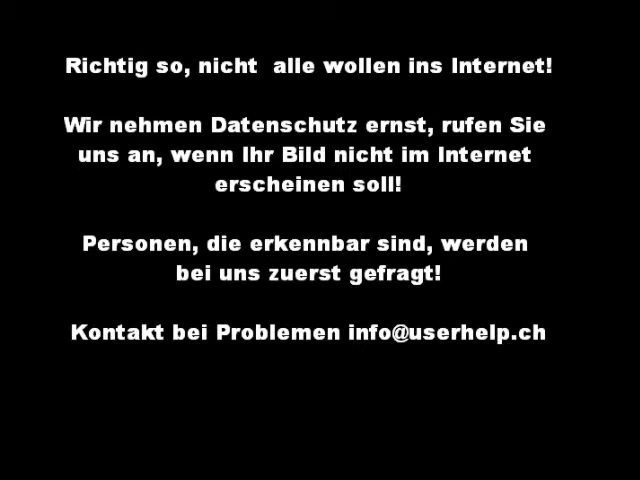 Richtig so, nicht  alle wollen ins Internet!
Wir nehmen Datenschutz ernst, rufen Sie
uns an, wenn Ihr Bild nicht im Internet
erscheinen soll!
Personen, die erkennbar sind, werden
bei uns zuerst gefragt!
Kontakt bei Problemen info@userhelp.ch